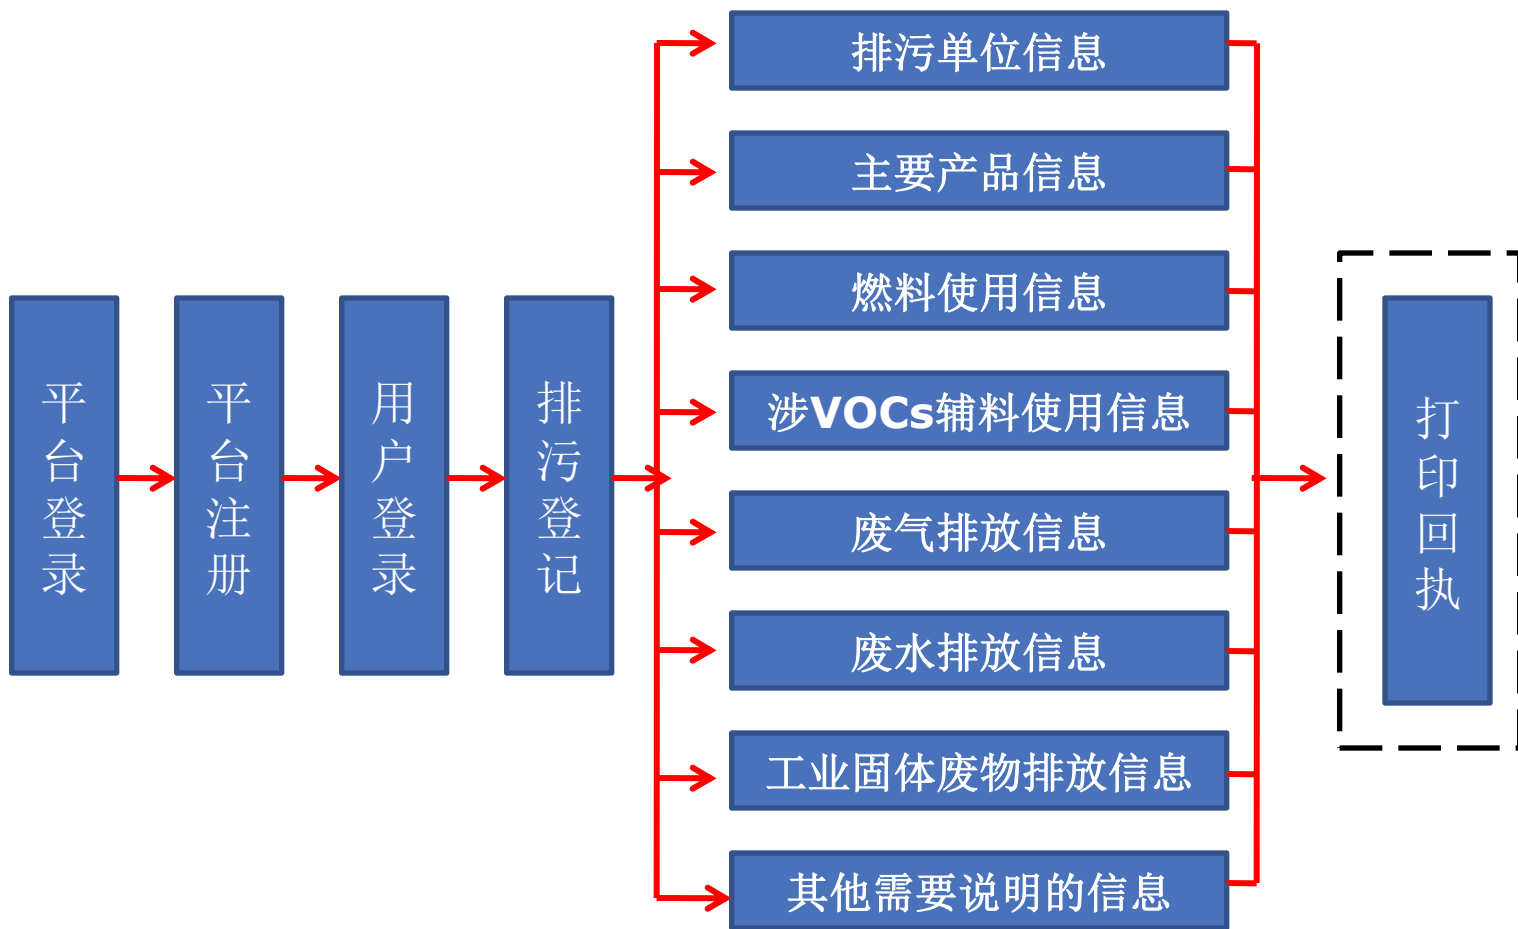 平台登录
平台注册
用户登录
排污登记
排污单位信息
主要产品信息
燃料使用信息
涉VOCs辅料使用信息
废气排放信息
废水排放信息
工业固体废物排放信息
其他需要说明的信息
打印回执